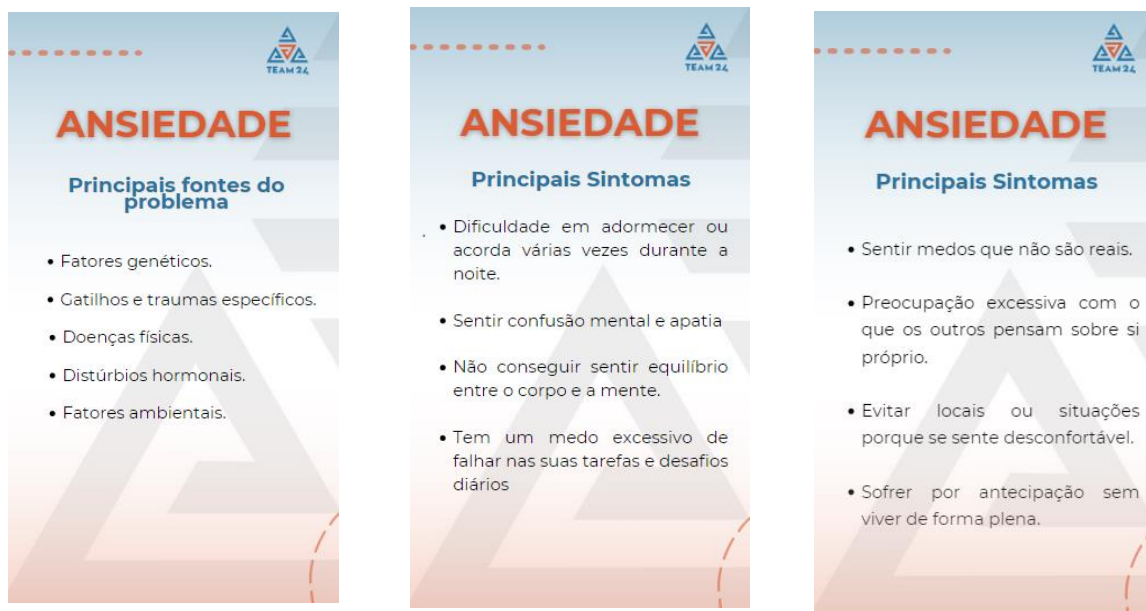 TEAM 24
ANSIEDADE
Principais fontes do
problema
• Fatores genéticos.
• Gatilhos e traumas específicos.
• Doenças físicas.
• Distúrbios hormonais.
• Fatores ambientais.
TEAM 24
ANSIEDADE
Principais Sintomas
• Dificuldade em adormecer ou
acorda várias vezes durante a
noite.
• Sentir confusão mental e apatia
• Não conseguir sentir equilíbrio
entre o corpo e a mente.
• Tem um medo excessivo de
falhar nas suas tarefas e desafios
diários
TEAM 24
ANSIEDADE
Principais Sintomas
• Sentir medos que não são reais.
• Preocupação excessiva com o
que os outros pensam sobre si
próprio.
• Evitar locais ou situações
porque se sente desconfortável.
• Sofrer por antecipação sem
viver de forma plena.